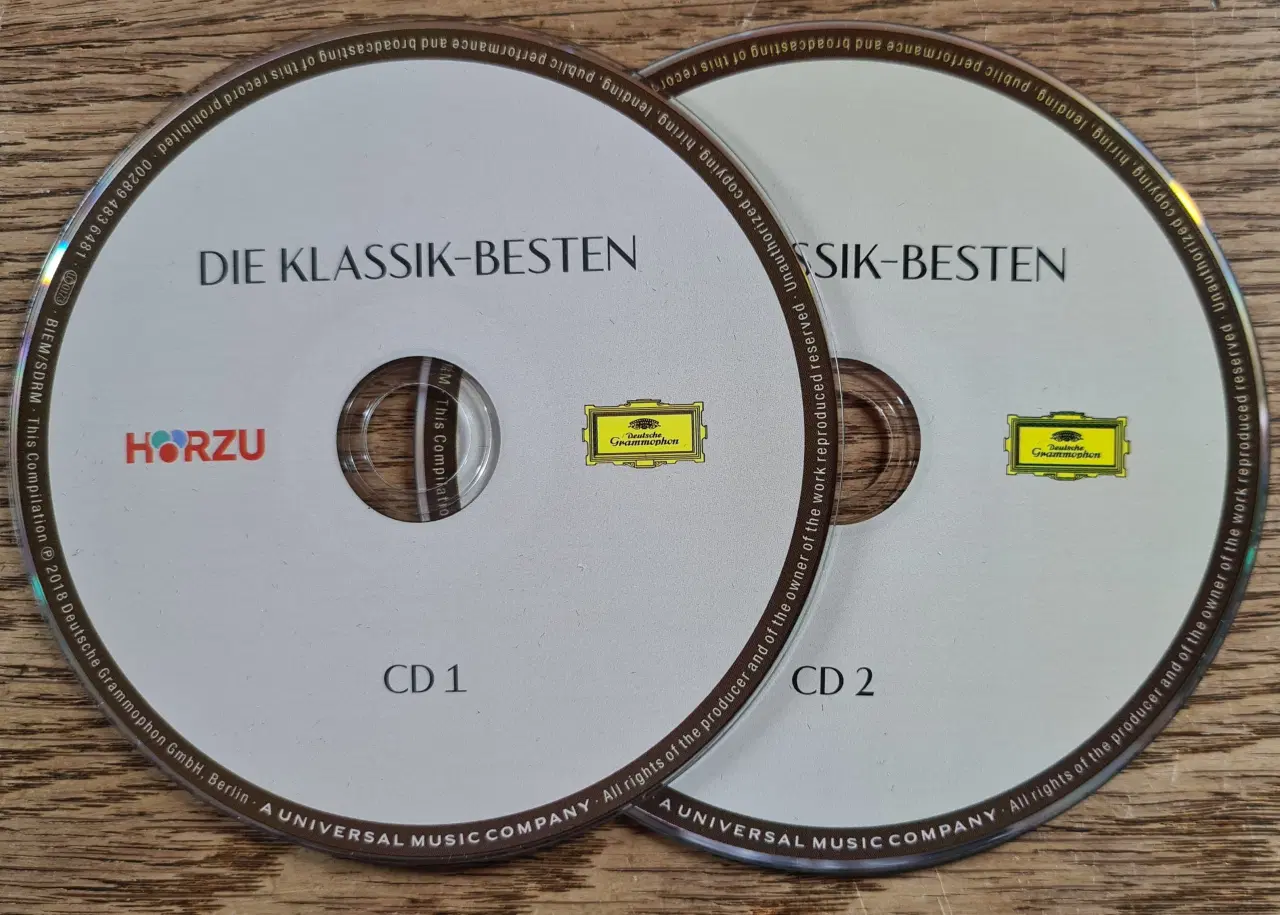 DIE KLASSIK-BESTEN
HÖRZU
Deutsche
Grammophon
CD 1
Unauthorized copying, hiring, lending, public performance and broadcasting of this record prohibited · 00289 483 6481 ·
· BIEM/SDRM · This Compilation ℗ 2018 Deutsche Grammophon GmbH, Berlin · A UNIVERSAL MUSIC COMPANY · All rights of the producer and of the owner of the work reproduced reserved ·
This Compilatio
SSIK-BESTEN
Deutsche
Grammophon
CD 2
Unauthorized copying, hiring, lending, public performance and broadcasting of this recor
A UNIVERSAL MUSIC COMPANY · All rights of the producer and of the owner of the work reproduced reserved ·